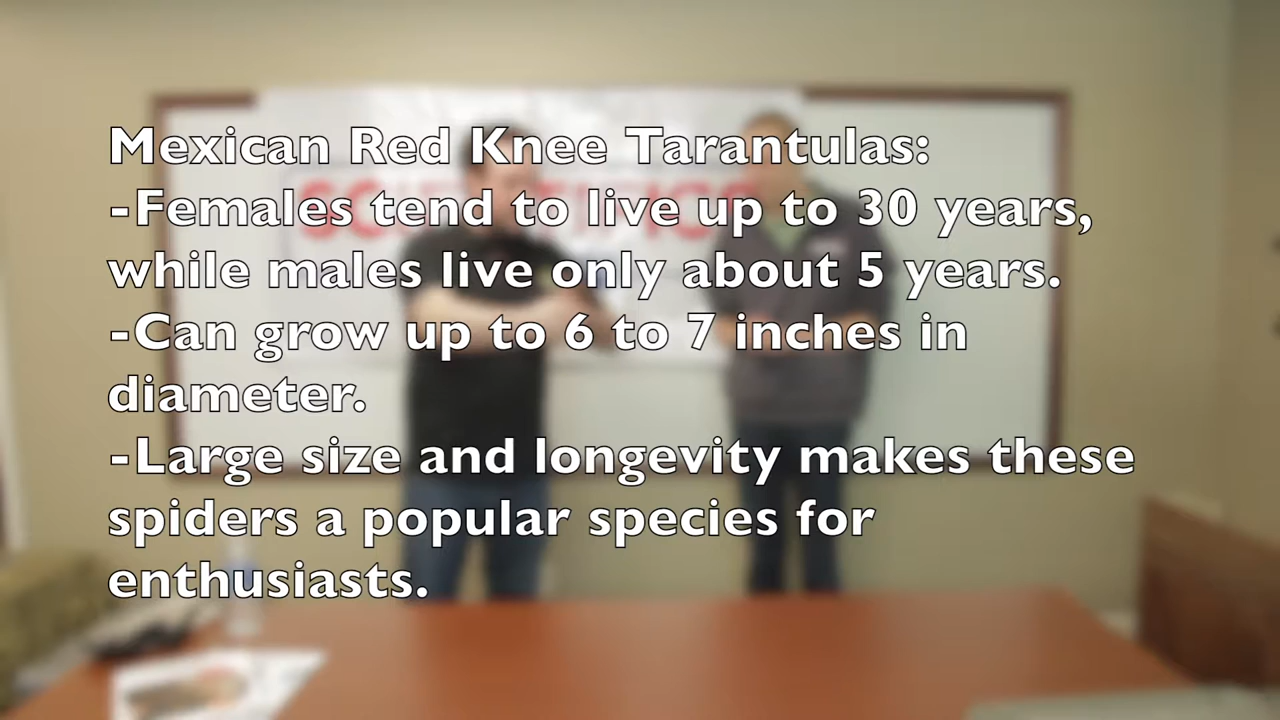 Mexican Red Knee Tarantulas:
-Females tend to live up to 30 years,
while males live only about 5 years.
-Can grow up to 6 to 7 inches in
diameter.
-Large size and longevity makes these
spiders a popular species for
enthusiasts.